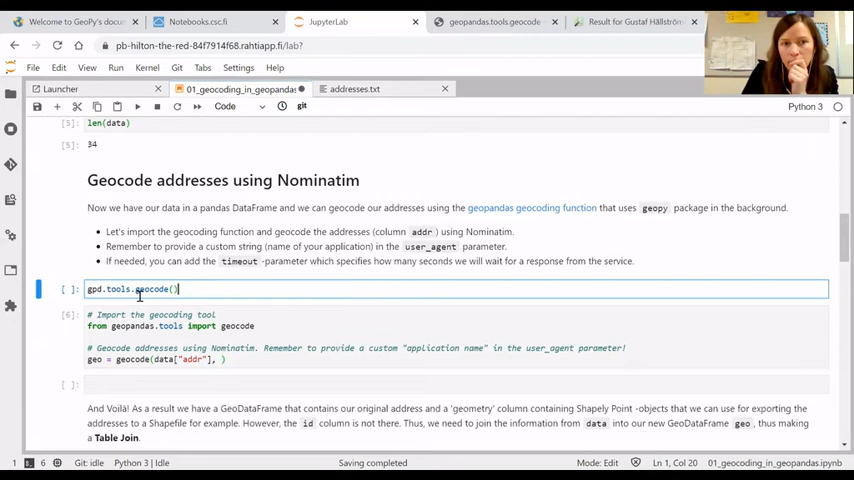 Welcome to GeoPy's docum
Notebooks.csc.fi
JupyterLab
geopandas.tools.geocode
Result for Gustaf Hällström
pb-hilton-the-red-84f7914f68.rahtiapp.fi/lab?
File Edit View Run Kernel Git Tabs Settings Help
Launcher
01_geocoding_in_geopandas
addresses.txt
Code
git
Python 3
[5]: len(data)
[5]: 34
Geocode addresses using Nominatim
Now we have our data in a pandas DataFrame and we can geocode our addresses using the geopandas geocoding function that uses geopy package in the background.
• Let's import the geocoding function and geocode the addresses (column addr ) using Nominatim.
• Remember to provide a custom string (name of your application) in the user_agent parameter.
• If needed, you can add the timeout -parameter which specifies how many seconds we will wait for a response from the service.
[ ]: gpd.tools.geocode()
[6]: # Import the geocoding tool
from geopandas.tools import geocode
# Geocode addresses using Nominatim. Remember to provide a custom "application name" in the user_agent parameter!
geo = geocode(data["addr"], )
[ ]:
And Voilà! As a result we have a GeoDataFrame that contains our original address and a 'geometry' column containing Shapely Point -objects that we can use for exporting the
addresses to a Shapefile for example. However, the id column is not there. Thus, we need to join the information from data into our new GeoDataFrame geo , thus making
a Table Join.
1 6 Git: idle Python 3 | Idle Saving completed Mode: Edit Ln 1, Col 20 01_geocoding_in_geopandas.ipynb